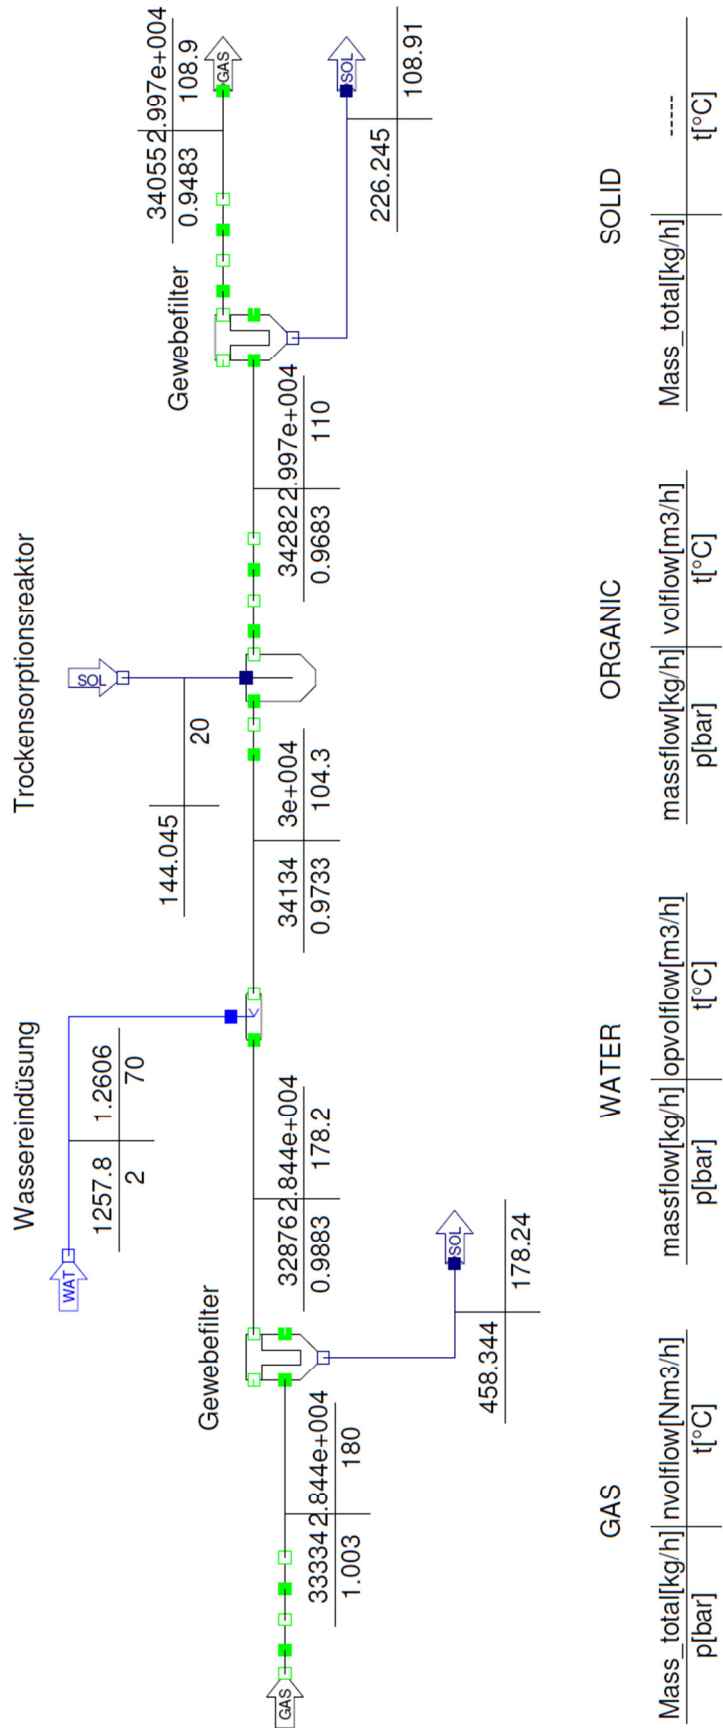 Wassereindüsung
Trockensorptionsreaktor
WAT
1257.8 1.2606
2 70
SOL
144.045
20
Gewebefilter
Gewebefilter
GAS
33334 2.844e+004
1.003 180
32876 2.844e+004
0.9883 178.2
34134 3e+004
0.9733 104.3
34282 2.997e+004
0.9683 110
34055 2.997e+004
0.9483 108.9
GAS
458.344
178.24
SOL
226.245
108.91
SOL
GAS
Mass_total[kg/h] nvolflow[Nm3/h]
p[bar] t[°C]
WATER
massflow[kg/h] opvolflow[m3/h]
p[bar] t[°C]
ORGANIC
massflow[kg/h] volflow[m3/h]
p[bar] t[°C]
SOLID
Mass_total[kg/h] -----
t[°C]